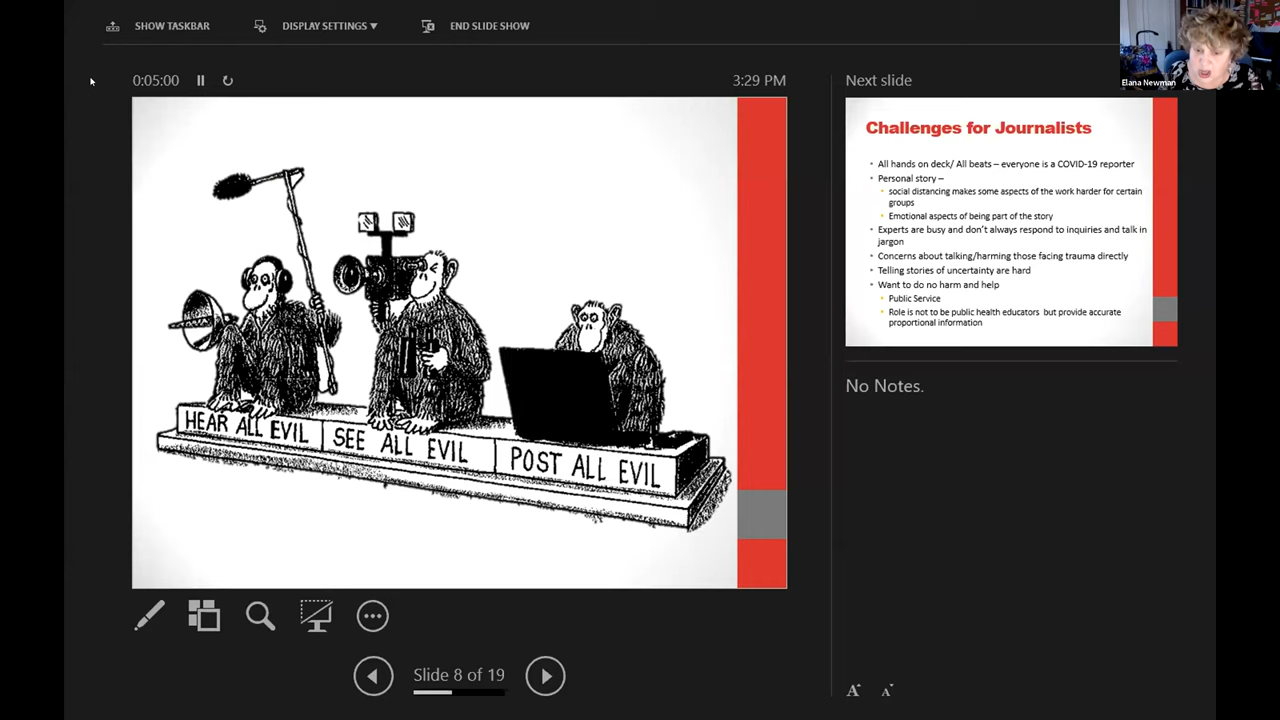 SHOW TASKBAR
DISPLAY SETTINGS ▼
END SLIDE SHOW
0:05:00
3:29 PM
HEAR ALL EVIL
SEE ALL EVIL
POST ALL EVIL
Slide 8 of 19
Next slide
Challenges for Journalists
• All hands on deck/ All beats – everyone is a COVID-19 reporter
• Personal story –
• social distancing makes some aspects of the work harder for certain
groups
• Emotional aspects of being part of the story
• Experts are busy and don't always respond to inquiries and talk in
jargon
• Concerns about talking/harming those facing trauma directly
• Telling stories of uncertainty are hard
• Want to do no harm and help
• Public Service
• Role is not to be public health educators but provide accurate
proportional information
No Notes.
A A
Elana Newman